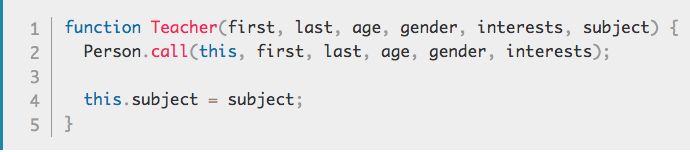 1 function Teacher(first, last, age, gender, interests, subject) {
2   Person.call(this, first, last, age, gender, interests);
3
4   this.subject = subject;
5 }